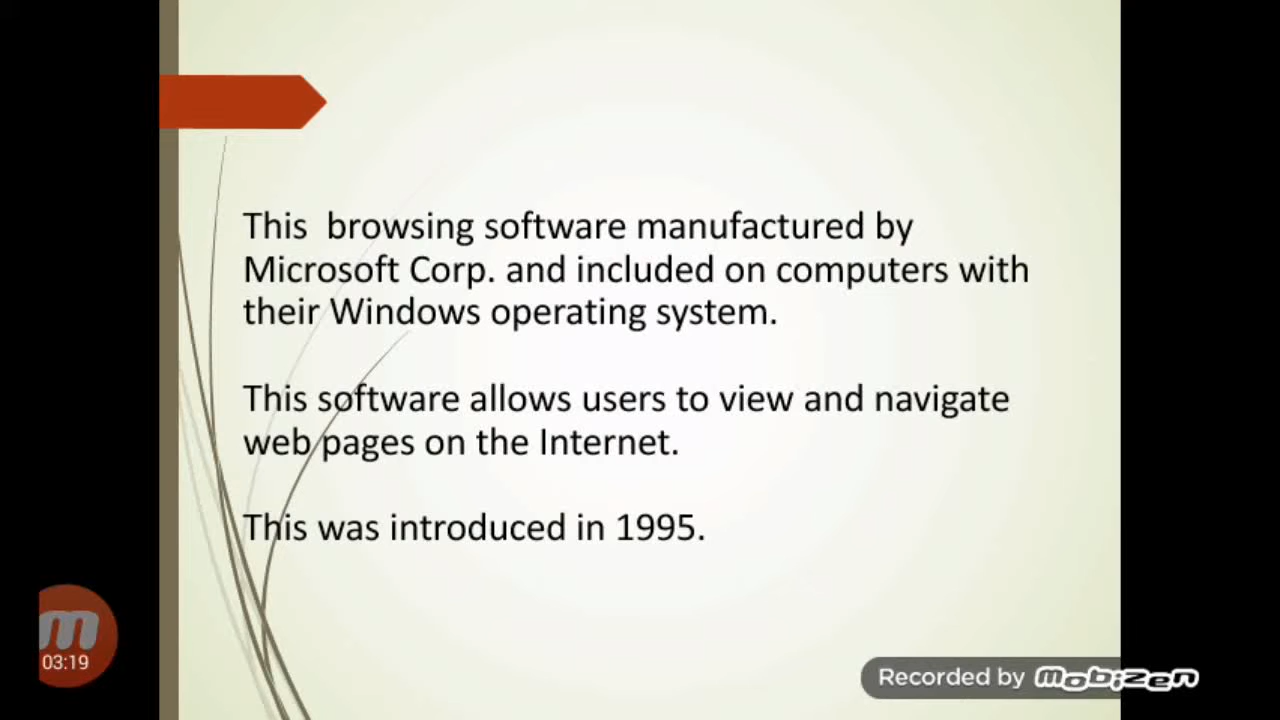 This  browsing software manufactured by
Microsoft Corp. and included on computers with
their Windows operating system.
This software allows users to view and navigate
web pages on the Internet.
This was introduced in 1995.
m
03:19
Recorded by mobizen